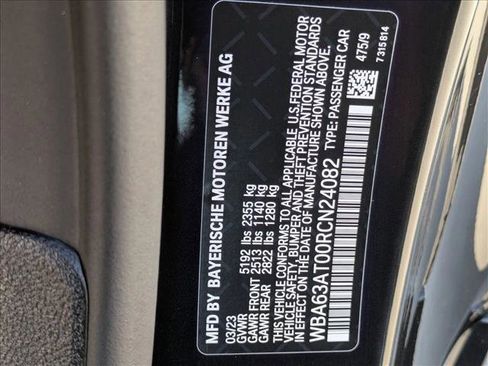 MFD BY BAYERISCHE MOTOREN WERKE AG
03/23
GVWR 5192 lbs 2355 kg
GAWR FRONT 2513 lbs 1140 kg
GAWR REAR 2822 lbs 1280 kg
THIS VEHICLE CONFORMS TO ALL APPLICABLE U.S.FEDERAL MOTOR
VEHICLE SAFETY, BUMPER AND THEFT PREVENTION STANDARDS
IN EFFECT ON THE DATE OF MANUFACTURE SHOWN ABOVE.
WBA63AT00RCN24082 TYPE: PASSENGER CAR
475/9
7 315 814